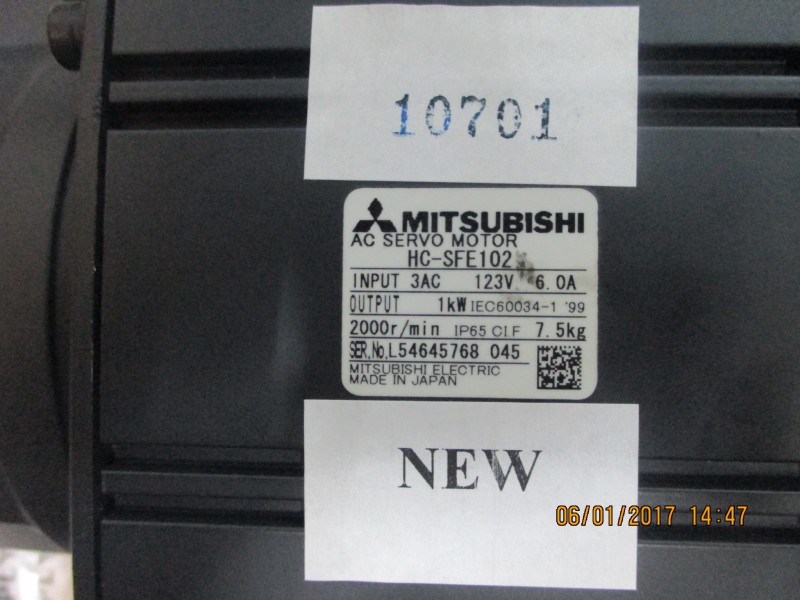 10701
MITSUBISHI
AC SERVO MOTOR
HC-SFE102
INPUT 3AC 123V 6.0A
OUTPUT 1kW IEC60034-1 '99
2000r/min IP65 Cl.F 7.5kg
SER.No.L54645768 045
MITSUBISHI ELECTRIC
MADE IN JAPAN
NEW
06/01/2017 14:47